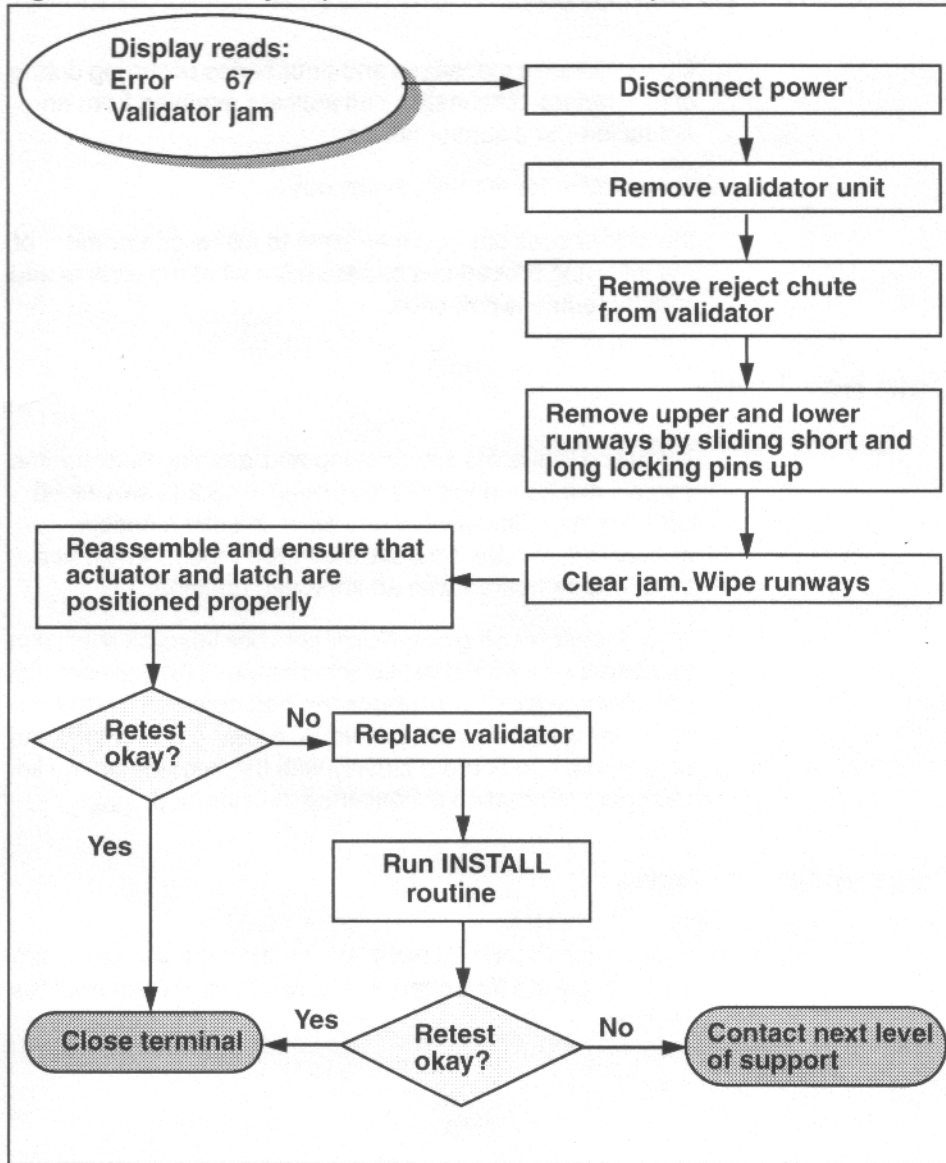 Display reads:
Error 67
Validator jam
Disconnect power
Remove validator unit
Remove reject chute
from validator
Remove upper and lower
runways by sliding short and
long locking pins up
Clear jam. Wipe runways
Reassemble and ensure that
actuator and latch are
positioned properly
Retest
okay?
No
Replace validator
Yes
Run INSTALL
routine
Retest
okay?
Yes
Close terminal
No
Contact next level
of support